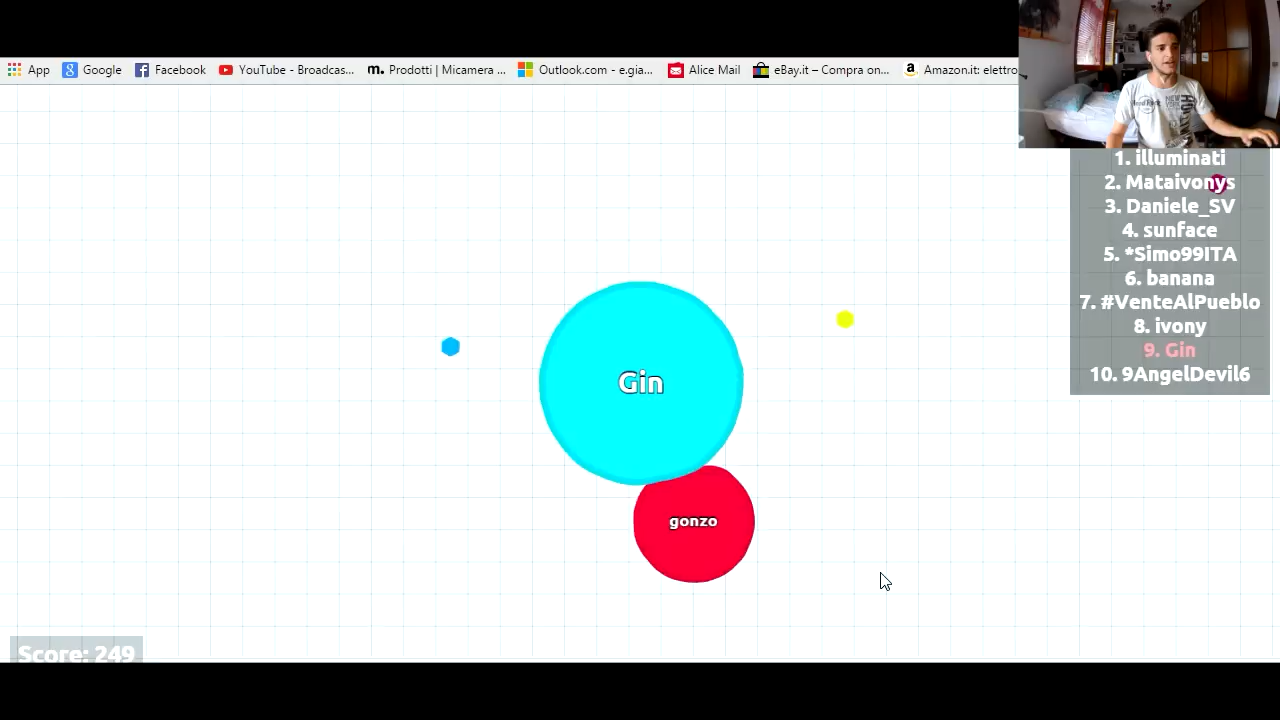 App Google Facebook YouTube - Broadcas... m. Prodotti | Micamera ... Outlook.com - e.gia... Alice Mail eBay.it – Compra on... a Amazon.it: elettro
1. illuminati
2. Mataivonys
3. Daniele_SV
4. sunface
5. *Simo99ITA
6. banana
7. #VenteAlPueblo
8. ivony
9. Gin
10. 9AngelDevil6
Gin
gonzo
Score: 249